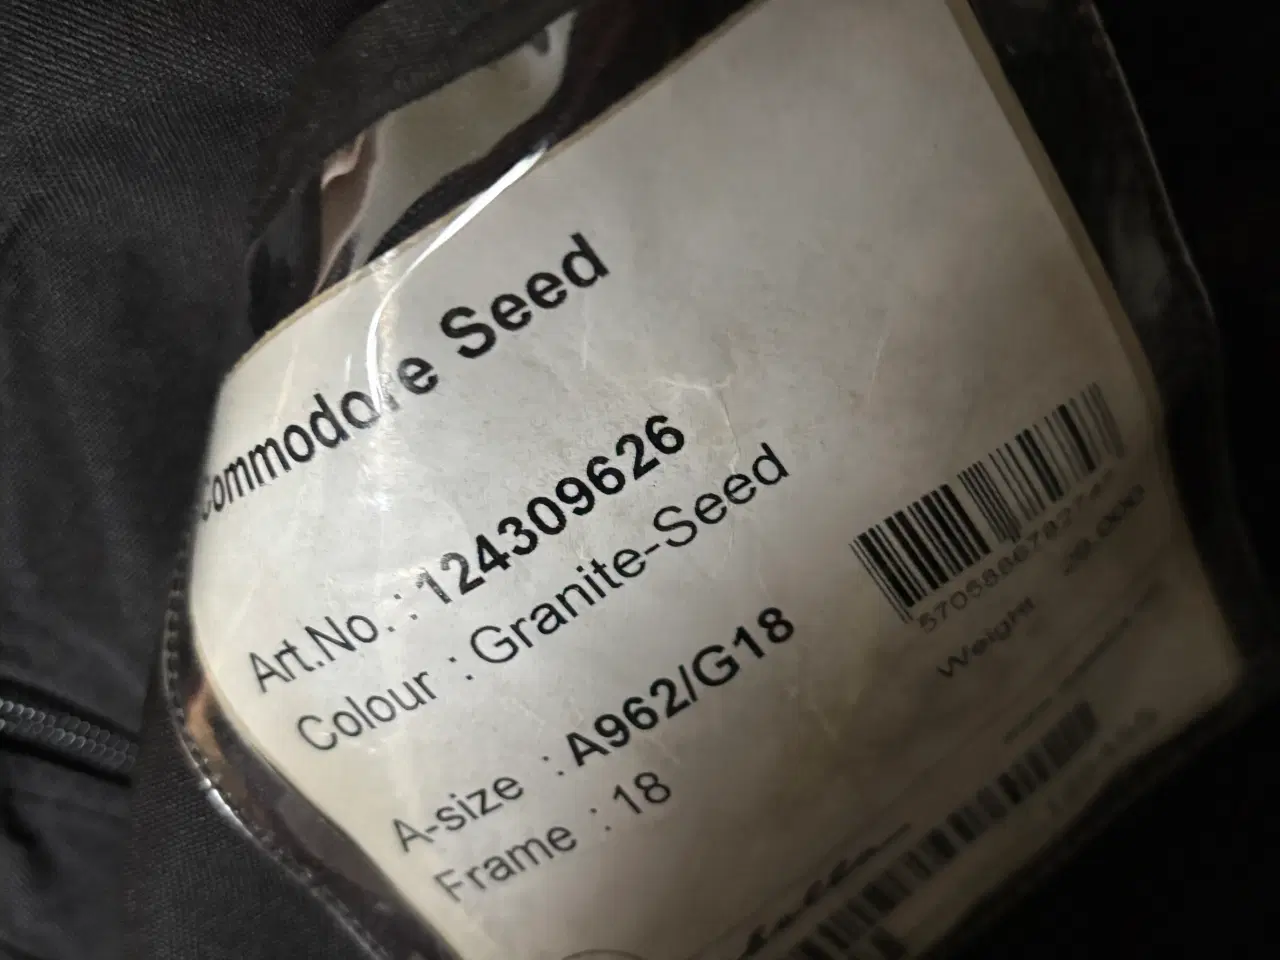 Commodore Seed
Art.No. : 124309626
Colour : Granite-Seed
A-size : A962/G18
Frame : 18
Weight